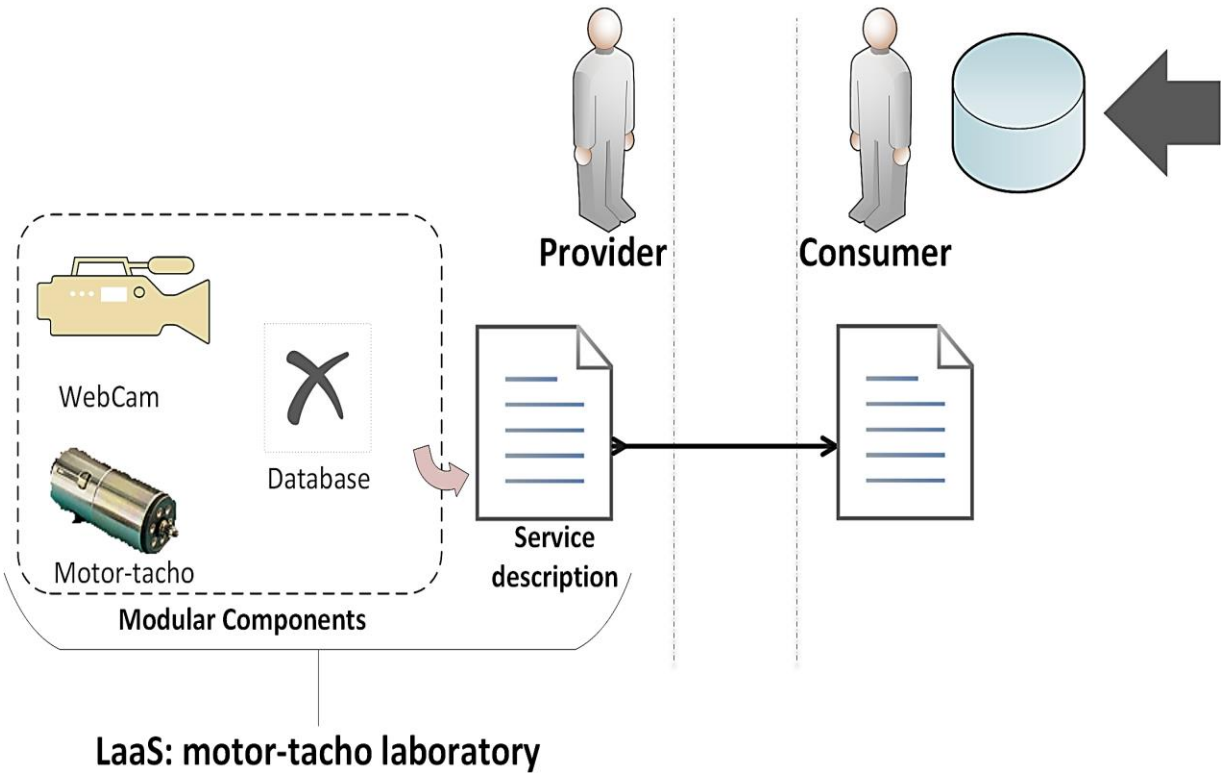 Provider
Consumer
WebCam
Database
Motor-tacho
Service
description
Modular Components
LaaS: motor-tacho laboratory